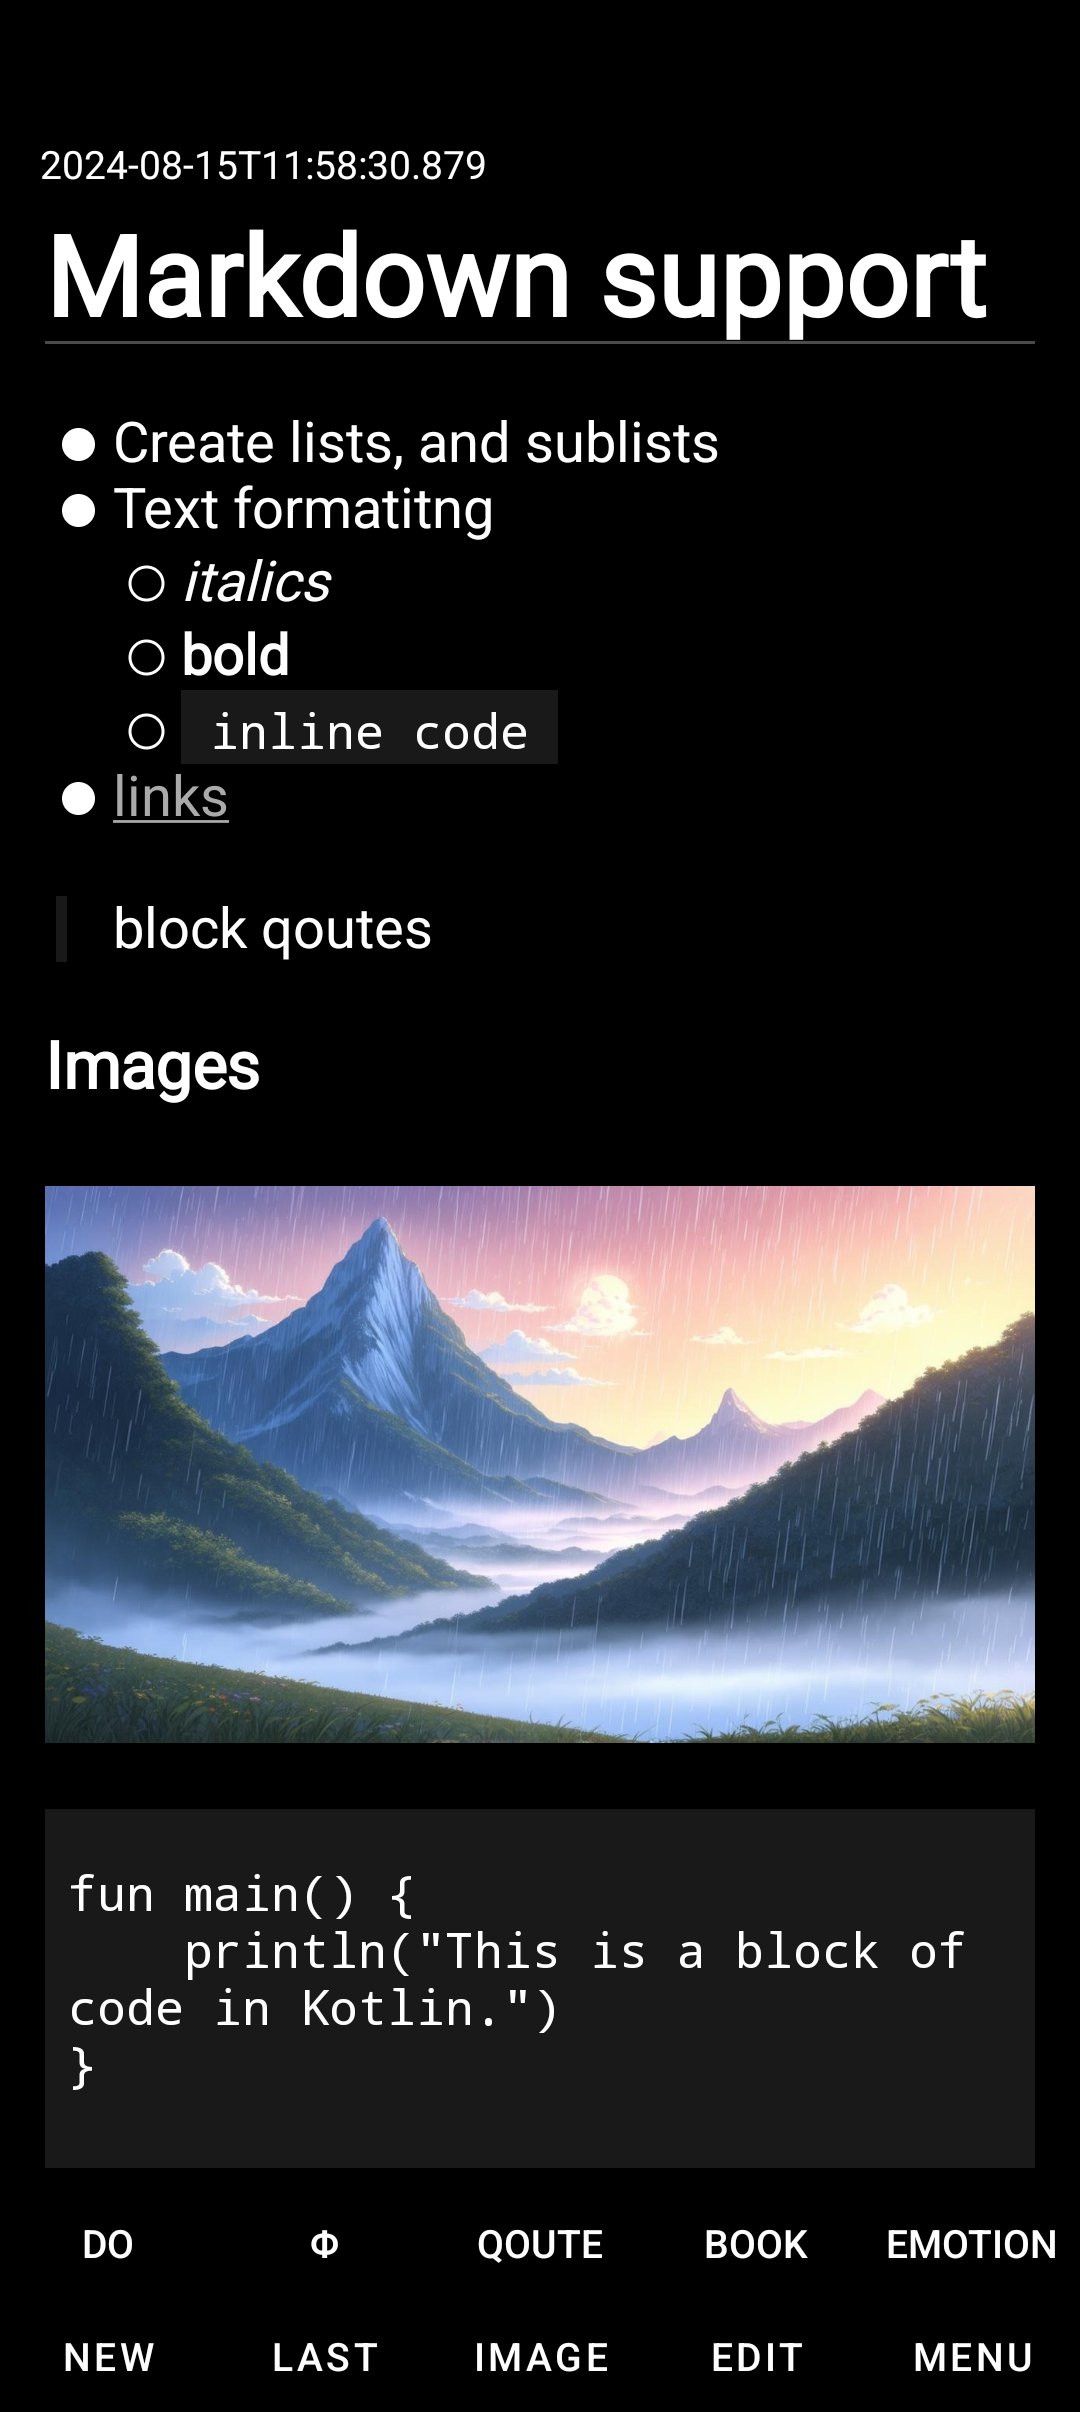 2024-08-15T11:58:30.879
Markdown support
Create lists, and sublists
Text formatitng
italics
bold
inline code
links
block qoutes
Images
fun main() {
    println("This is a block of
code in Kotlin.")
}
DO Φ QOUTE BOOK EMOTION
NEW LAST IMAGE EDIT MENU